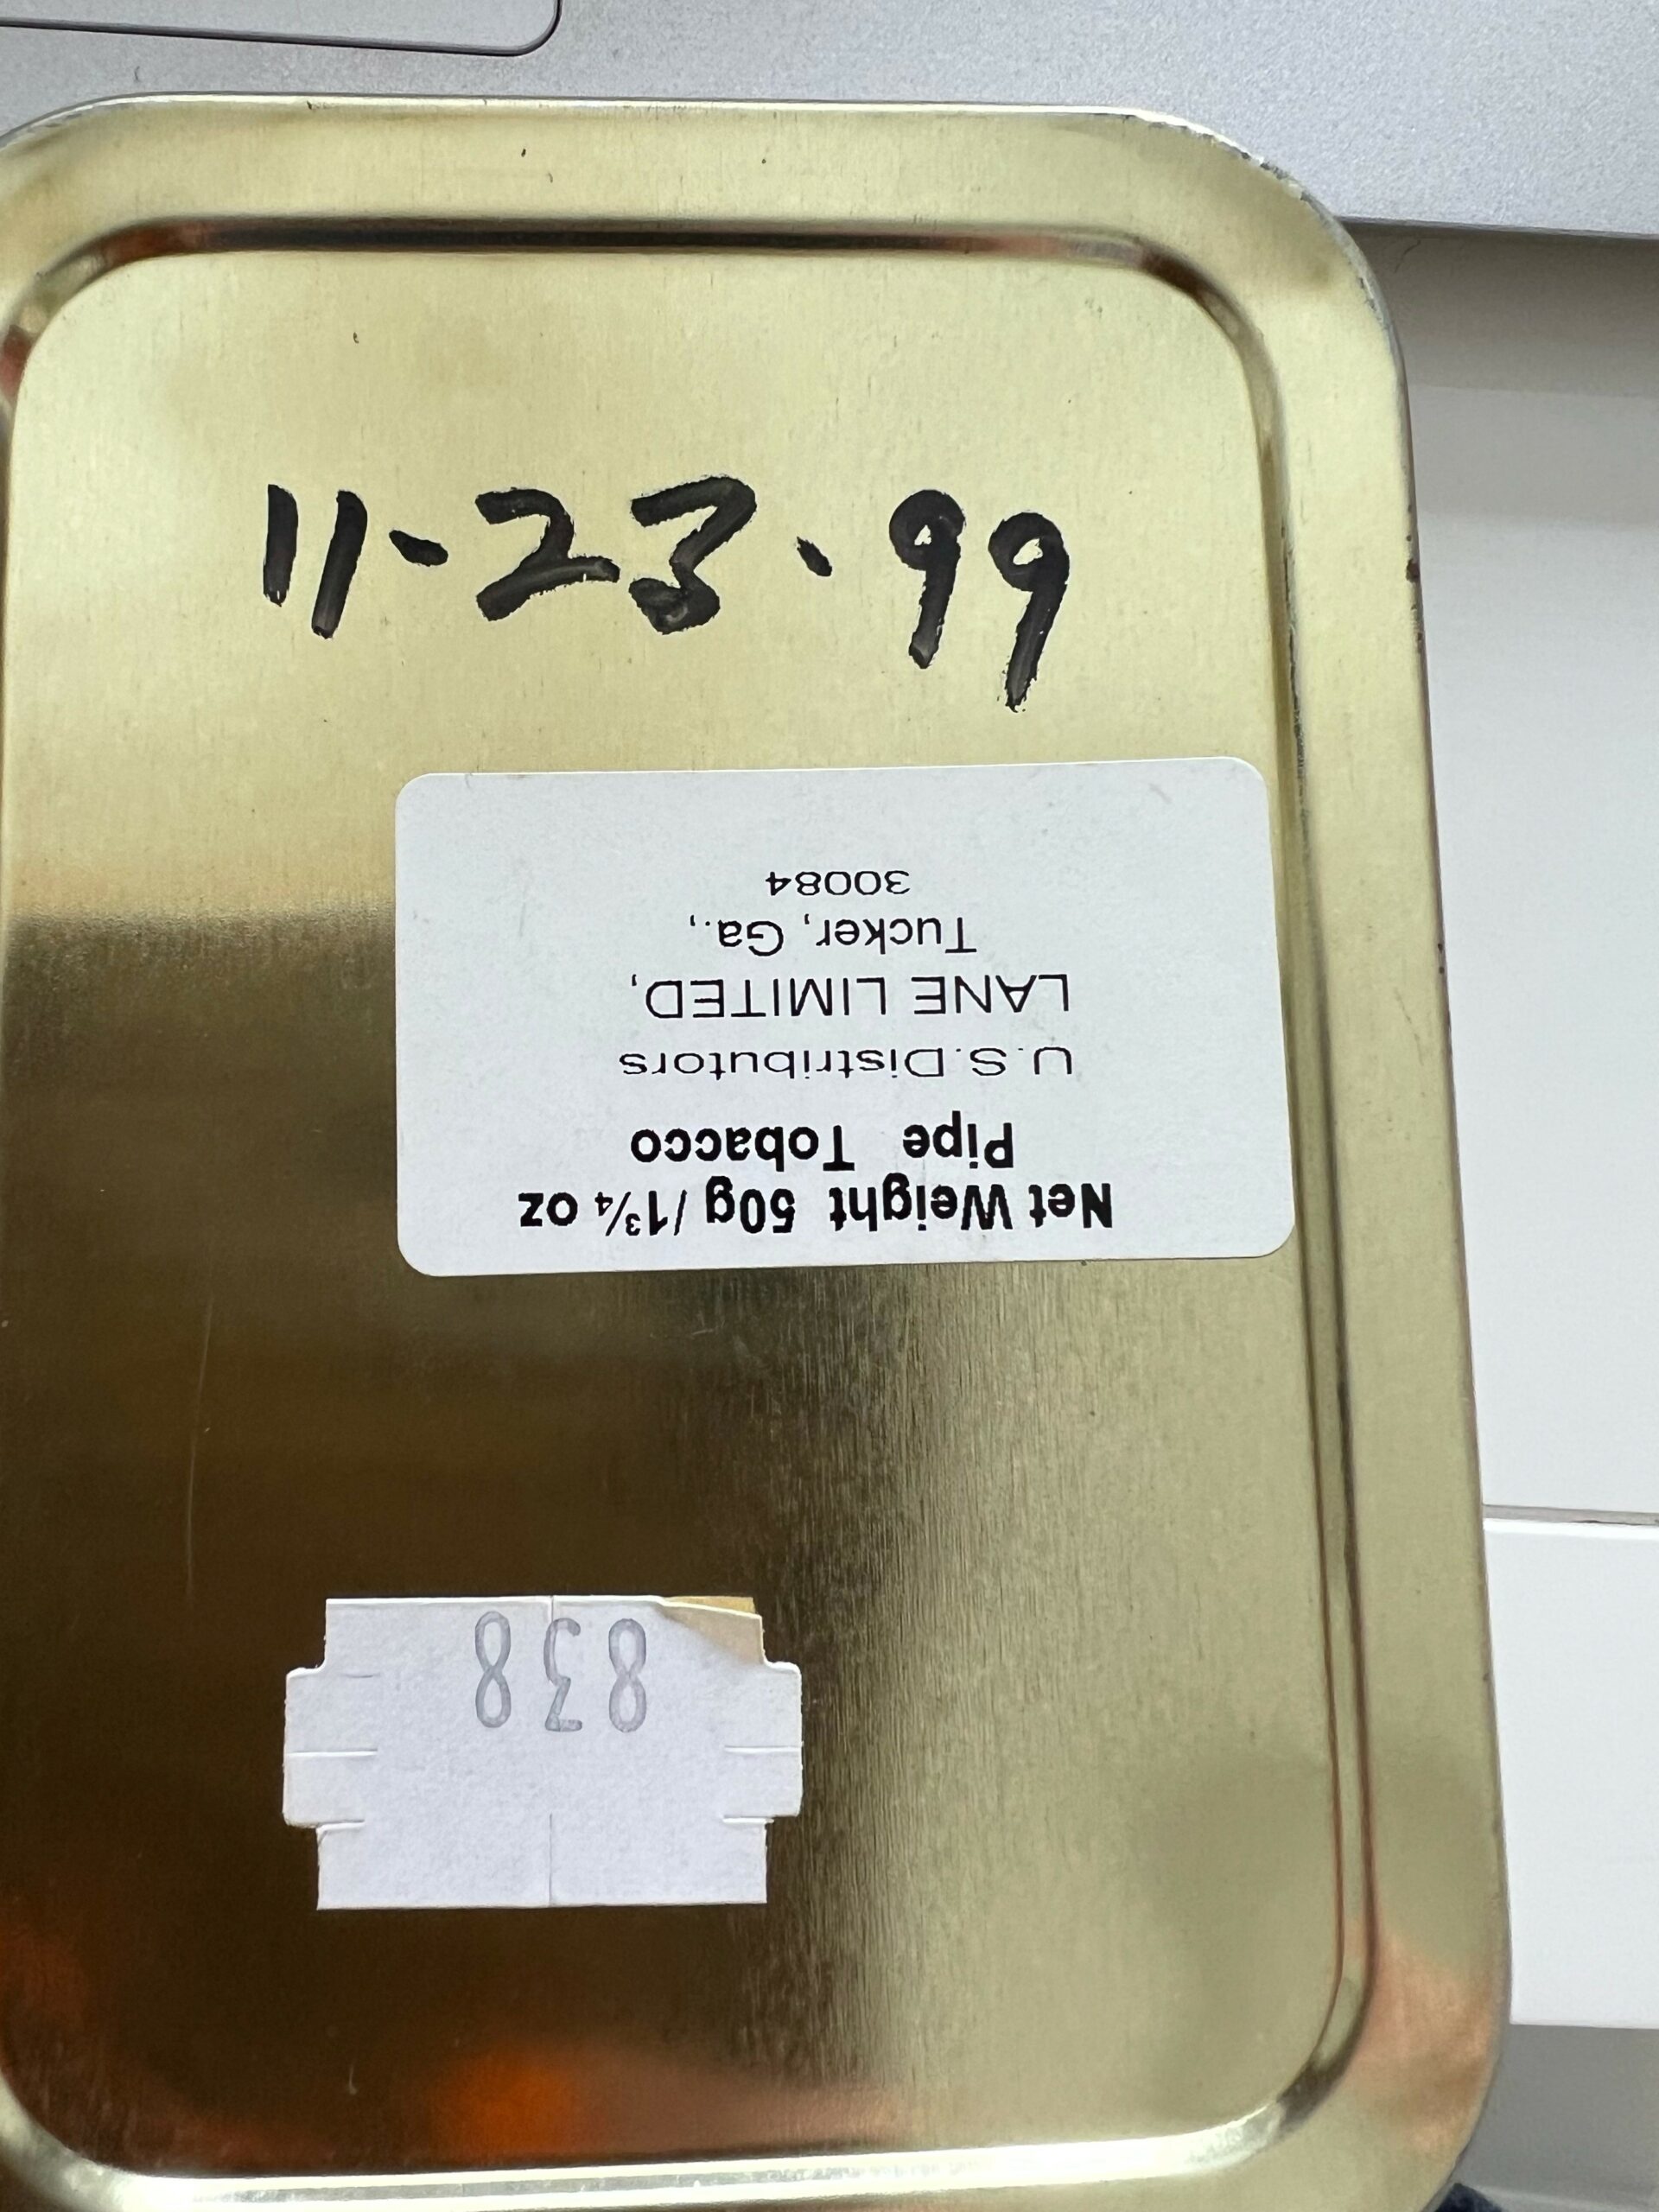 11-23.99
Net Weight 50g / 1¾ oz
Pipe Tobacco
U.S.Distributors
LANE LIMITED,
Tucker, Ga.,
30084
838